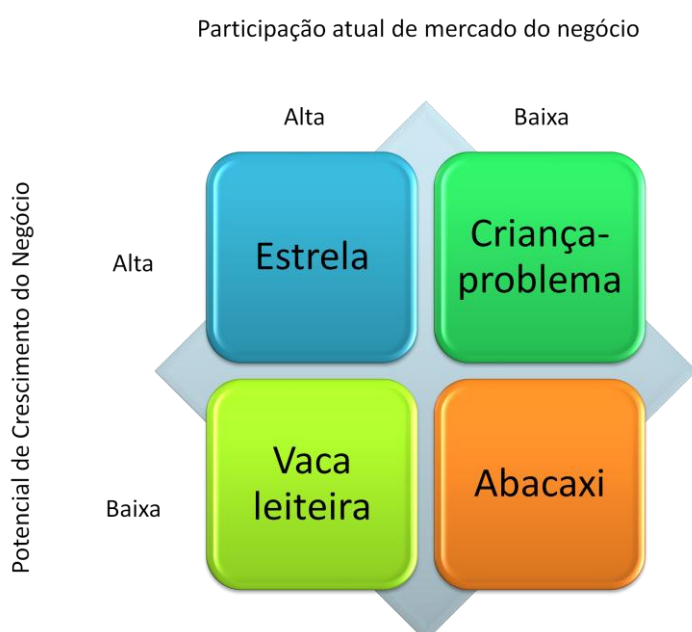 Participação atual de mercado do negócio
Alta
Baixa
Potencial de Crescimento do Negócio
Alta
Estrela
Criança-
problema
Baixa
Vaca
leiteira
Abacaxi